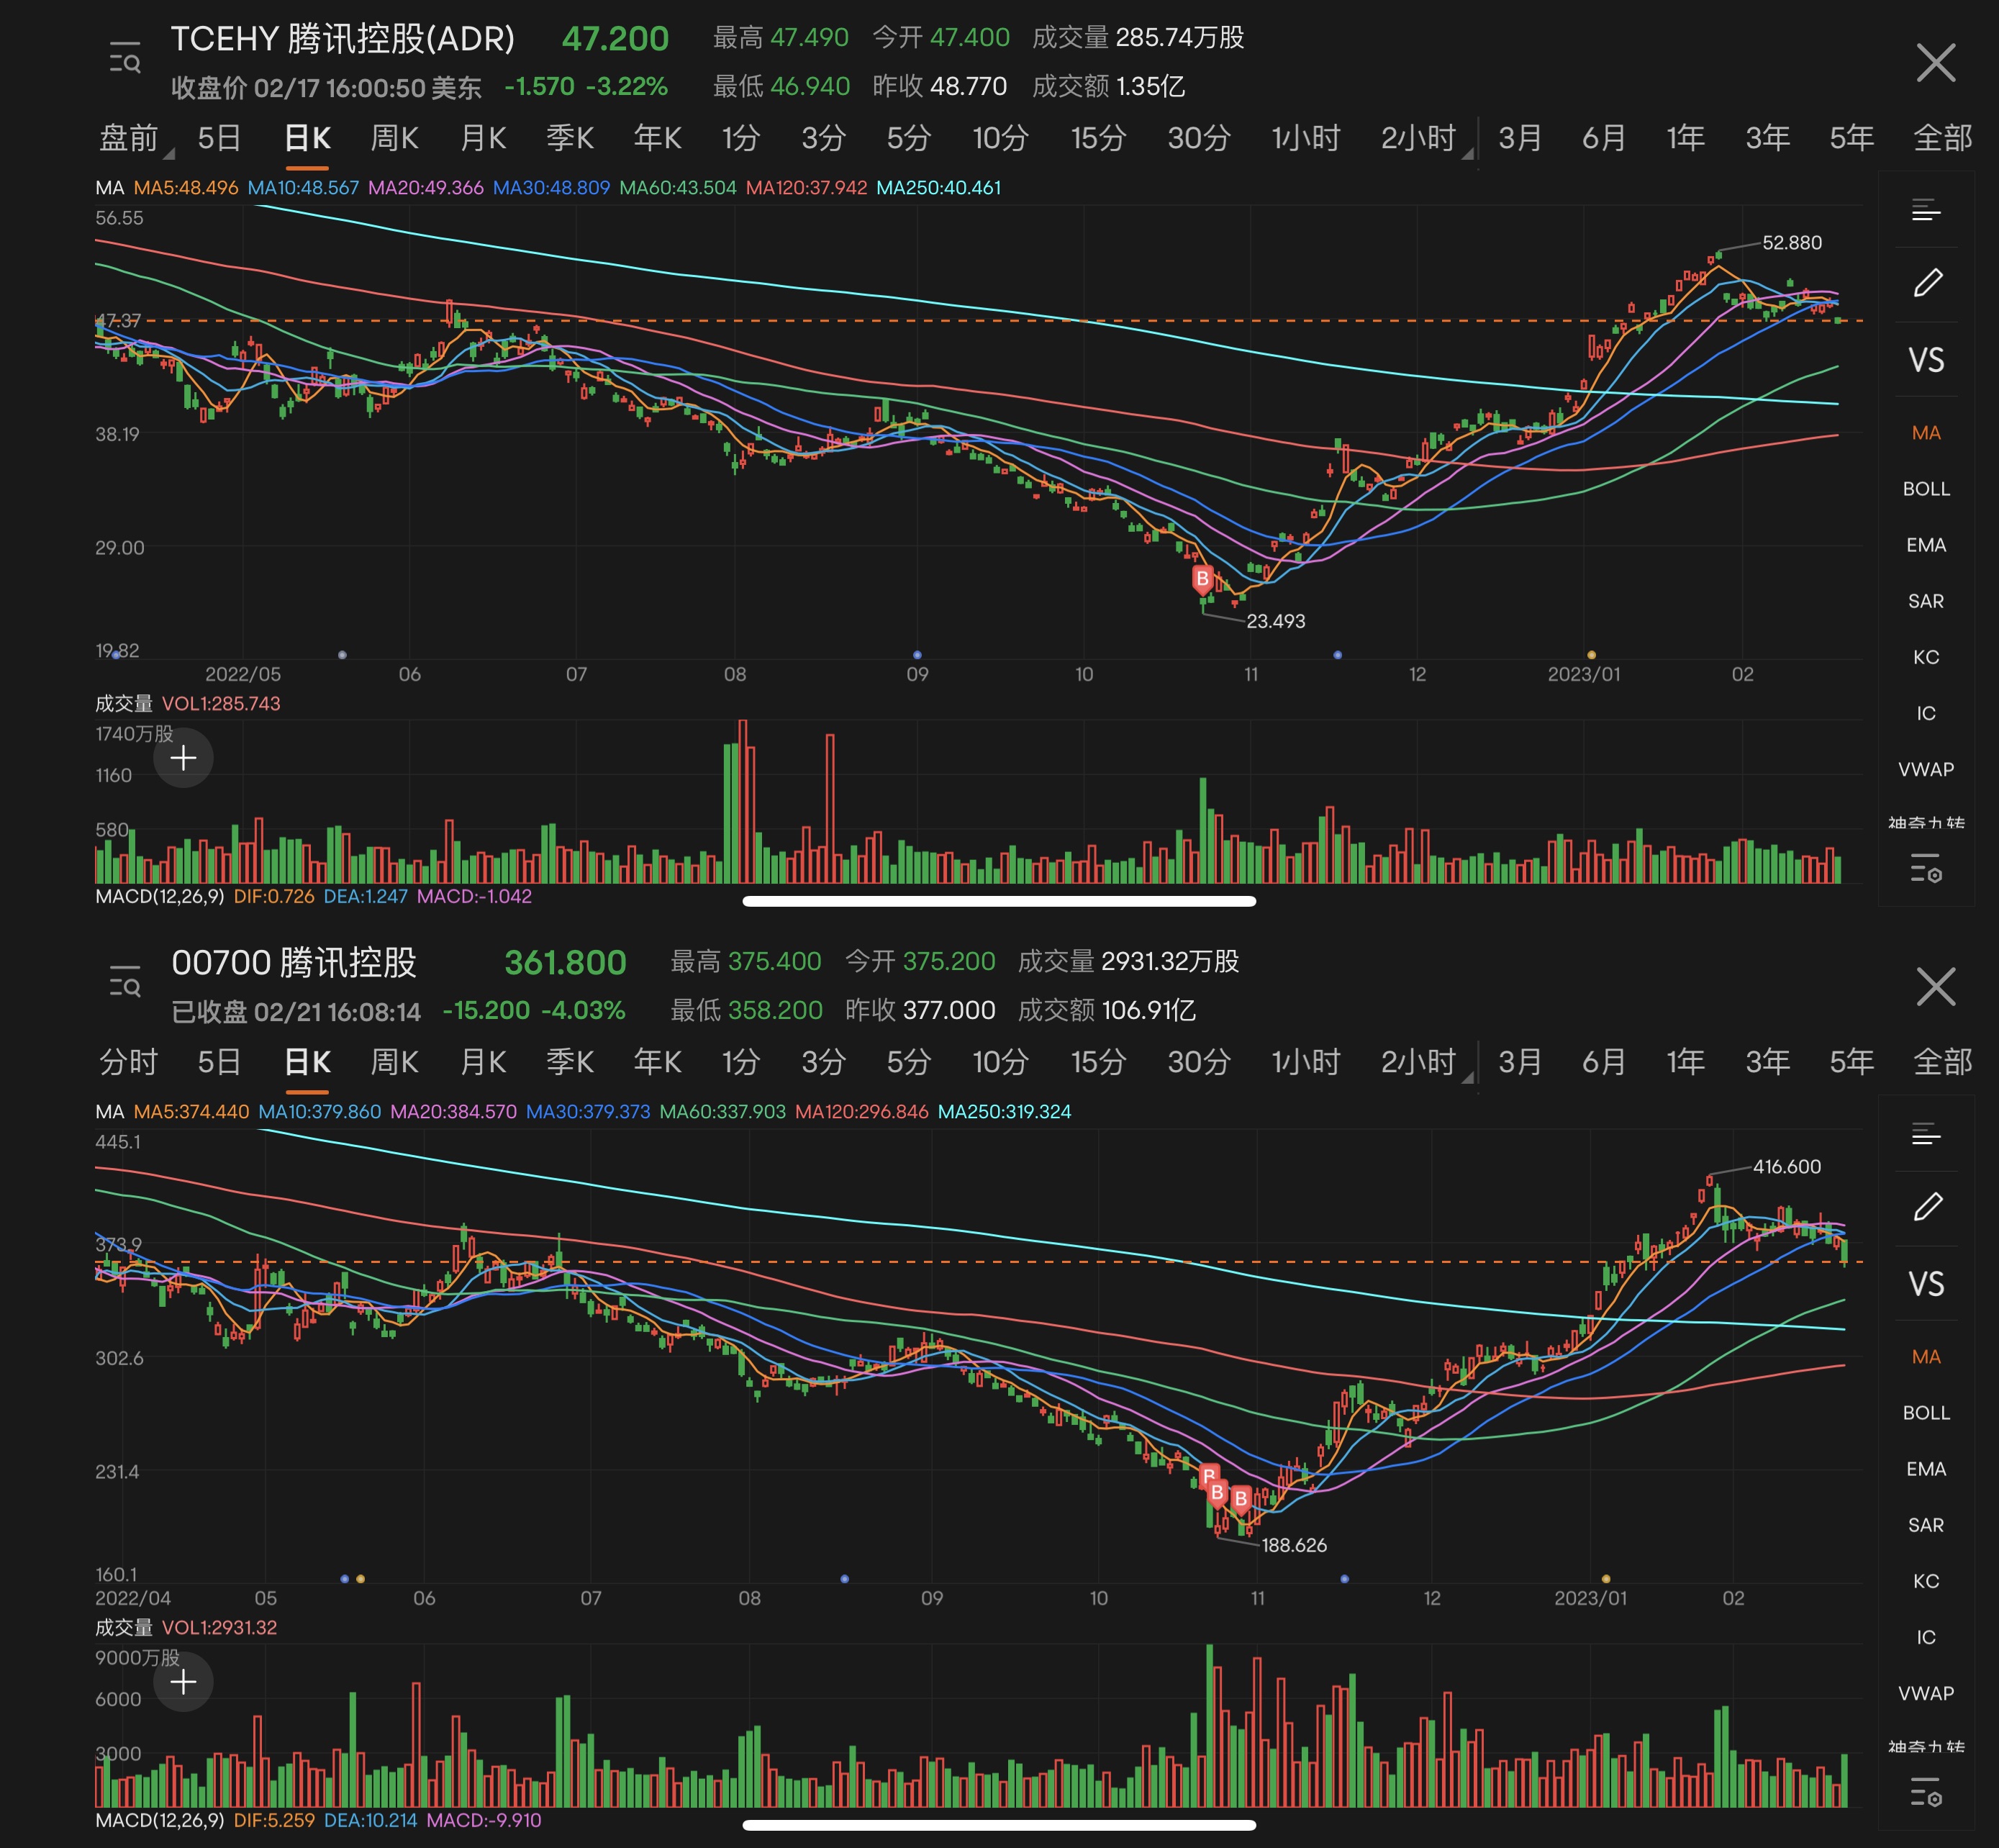 TCEHY 腾讯控股(ADR) 47.200 最高 47.490 今开 47.400 成交量 285.74万股
收盘价 02/17 16:00:50 美东 -1.570 -3.22% 最低 46.940 昨收 48.770 成交额 1.35亿
盘前 5日 日K 周K 月K 季K 年K 1分 3分 5分 10分 15分 30分 1小时 2小时 3月 6月 1年 3年 5年 全部
MA MA5:48.496 MA10:48.567 MA20:49.366 MA30:48.809 MA60:43.504 MA120:37.942 MA250:40.461
56.55
52.880
47.37
VS
38.19
MA
BOLL
29.00
EMA
B
SAR
23.493
19.82
KC
2022/05 06 07 08 09 10 11 12 2023/01 02
成交量 VOL1:285.743
IC
1740万股
1160
VWAP
580
神奇九转
MACD(12,26,9) DIF:0.726 DEA:1.247 MACD:-1.042
00700 腾讯控股 361.800 最高 375.400 今开 375.200 成交量 2931.32万股
已收盘 02/21 16:08:14 -15.200 -4.03% 最低 358.200 昨收 377.000 成交额 106.91亿
分时 5日 日K 周K 月K 季K 年K 1分 3分 5分 10分 15分 30分 1小时 2小时 3月 6月 1年 3年 5年 全部
MA MA5:374.440 MA10:379.860 MA20:384.570 MA30:379.373 MA60:337.903 MA120:296.846 MA250:319.324
445.1
416.600
373.9
VS
302.6
MA
BOLL
231.4
EMA
B
B B
SAR
188.626
160.1
KC
2022/04 05 06 07 08 09 10 11 12 2023/01 02
成交量 VOL1:2931.32
IC
9000万股
6000
VWAP
3000
神奇九转
MACD(12,26,9) DIF:5.259 DEA:10.214 MACD:-9.910